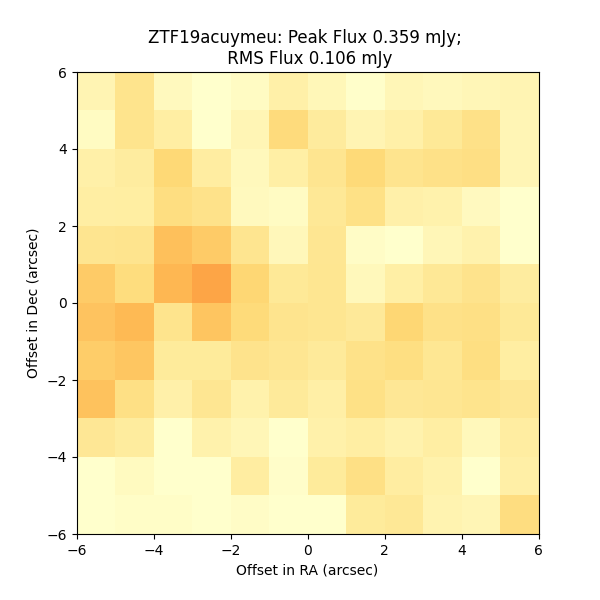 ZTF19acuymeu: Peak Flux 0.359 mJy;
RMS Flux 0.106 mJy
6
4
2
0
−2
−4
−6
Offset in Dec (arcsec)
−6 −4 −2 0 2 4 6
Offset in RA (arcsec)